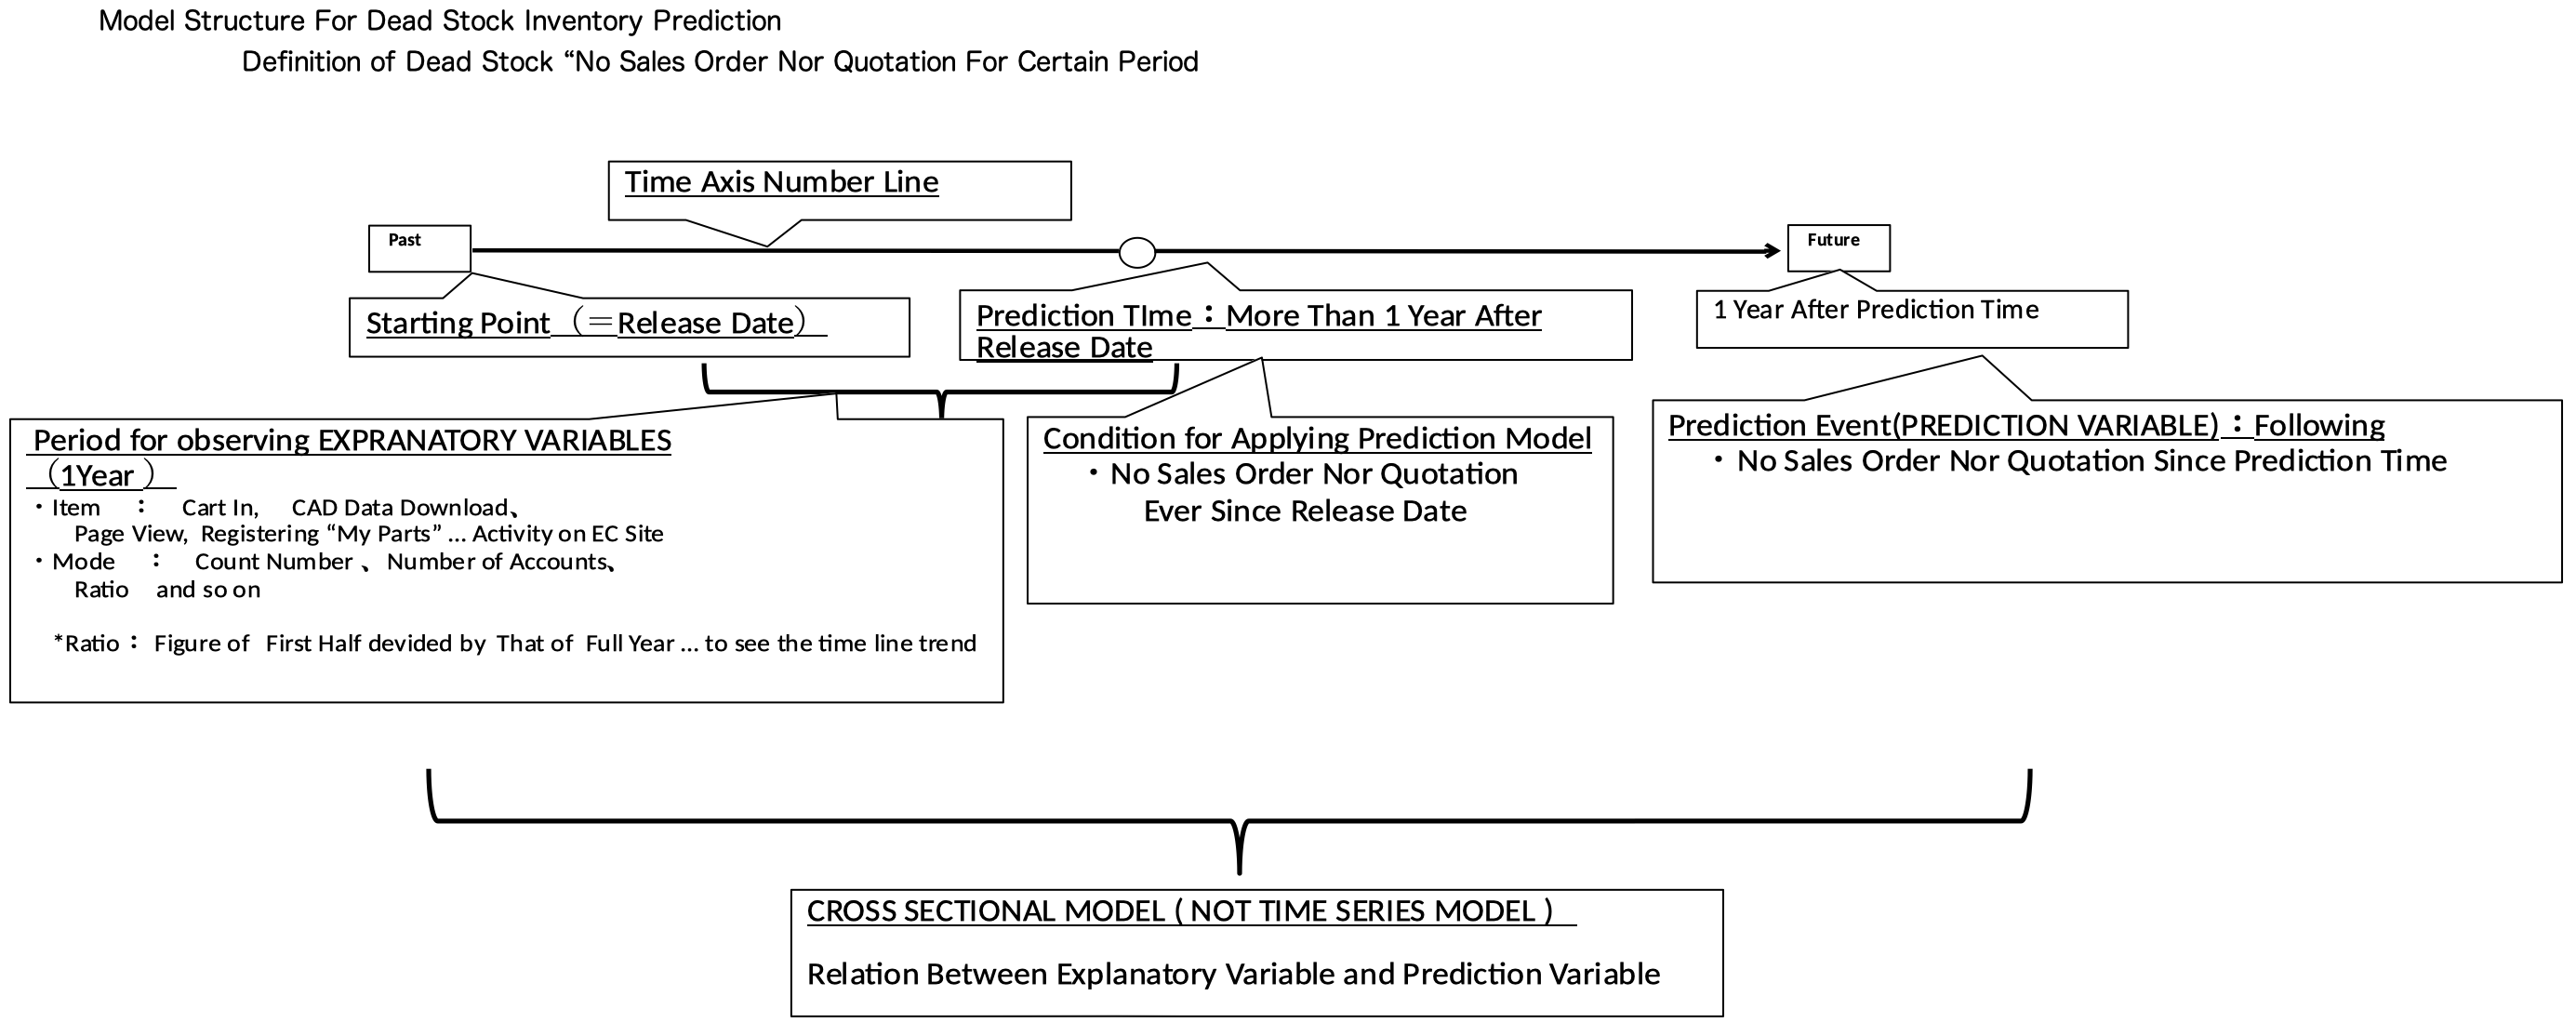 Model Structure For Dead Stock Inventory Prediction
Definition of Dead Stock “No Sales Order Nor Quotation For Certain Period
Time Axis Number Line
Past
Future
Starting Point （＝Release Date）
Prediction TIme：More Than 1 Year After
Release Date
1 Year After Prediction Time
Period for observing EXPRANATORY VARIABLES
（1Year ）
・Item ： Cart In, CAD Data Download、
Page View, Registering “My Parts” … Activity on EC Site
・Mode ： Count Number 、Number of Accounts、
Ratio and so on
*Ratio： Figure of First Half devided by That of Full Year … to see the time line trend
Condition for Applying Prediction Model
・No Sales Order Nor Quotation
Ever Since Release Date
Prediction Event(PREDICTION VARIABLE)：Following
・No Sales Order Nor Quotation Since Prediction Time
CROSS SECTIONAL MODEL ( NOT TIME SERIES MODEL )
Relation Between Explanatory Variable and Prediction Variable